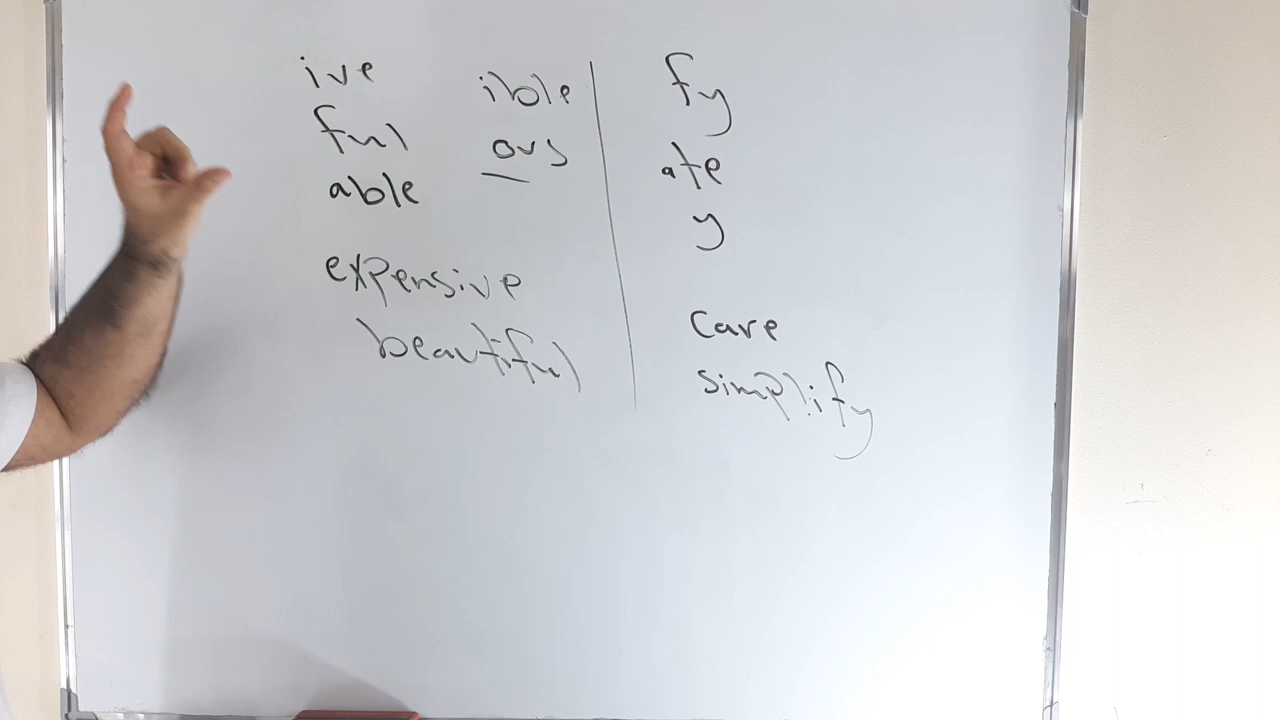 ive
ful
able
ible
ous
expensive
beautiful
fy
ate
y
care
simplify